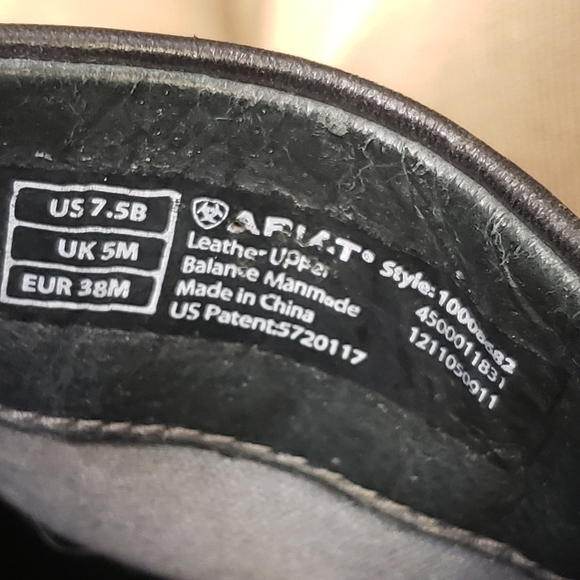 US 7.5B
UK 5M
EUR 38M
ARIAT®
Leather Upper
Balance Manmade
Made in China
US Patent:5720117
Style:
4500011831
1211050911